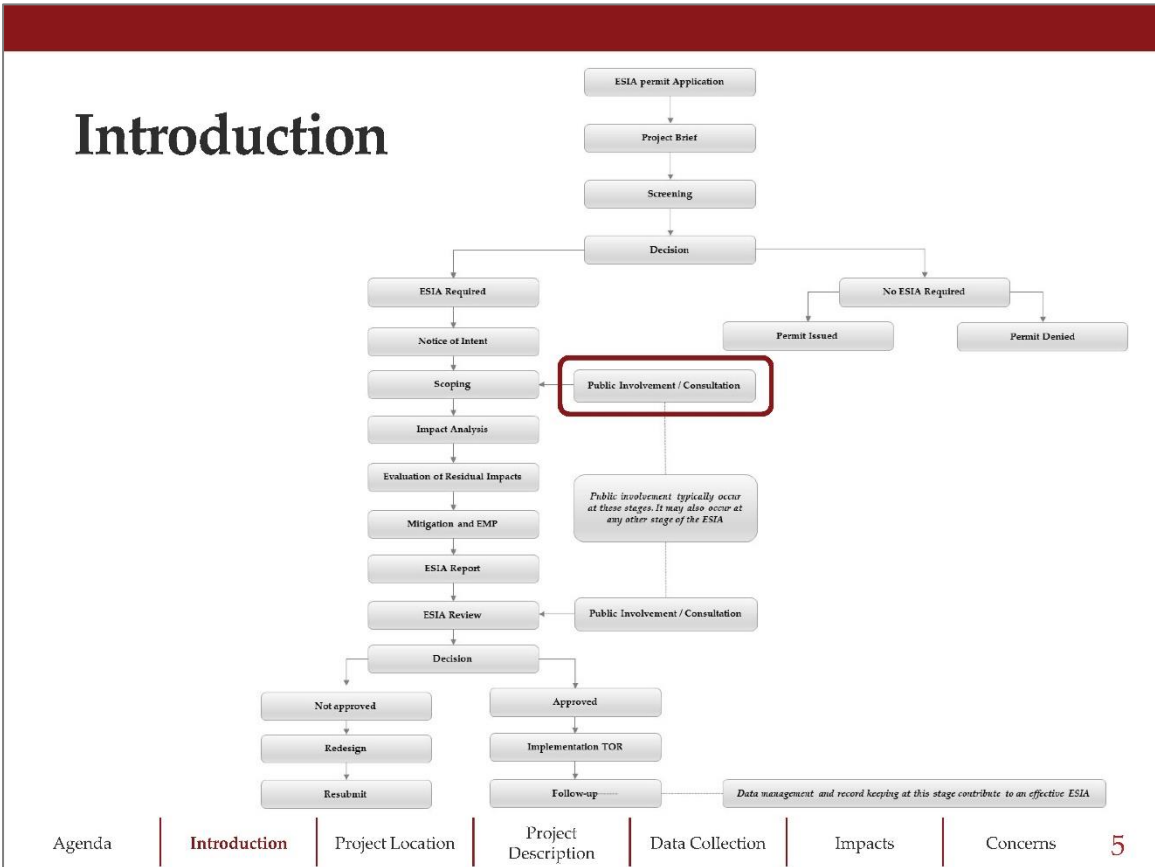 Introduction
ESIA permit Application
Project Brief
Screening
Decision
ESIA Required
No ESIA Required
Permit Issued
Permit Denied
Notice of Intent
Scoping
Public Involvement / Consultation
Impact Analysis
Evaluation of Residual Impacts
Public involvement typically occur
at these stages. It may also occur at
any other stage of the ESIA
Mitigation and EMP
ESIA Report
ESIA Review
Public Involvement / Consultation
Decision
Not approved
Approved
Redesign
Implementation TOR
Resubmit
Follow-up
Data management and record keeping at this stage contribute to an effective ESIA
Agenda
Introduction
Project Location
Project
Description
Data Collection
Impacts
Concerns
5